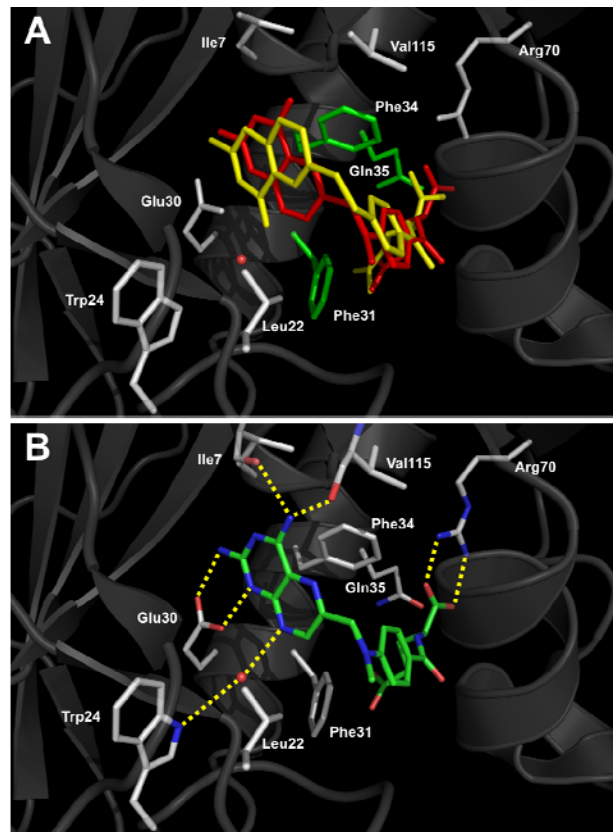 A
Ile7
Val115
Arg70
Phe34
Gln35
Glu30
Trp24
Leu22
Phe31
B
Ile7
Val115
Arg70
Phe34
Gln35
Glu30
Trp24
Leu22
Phe31